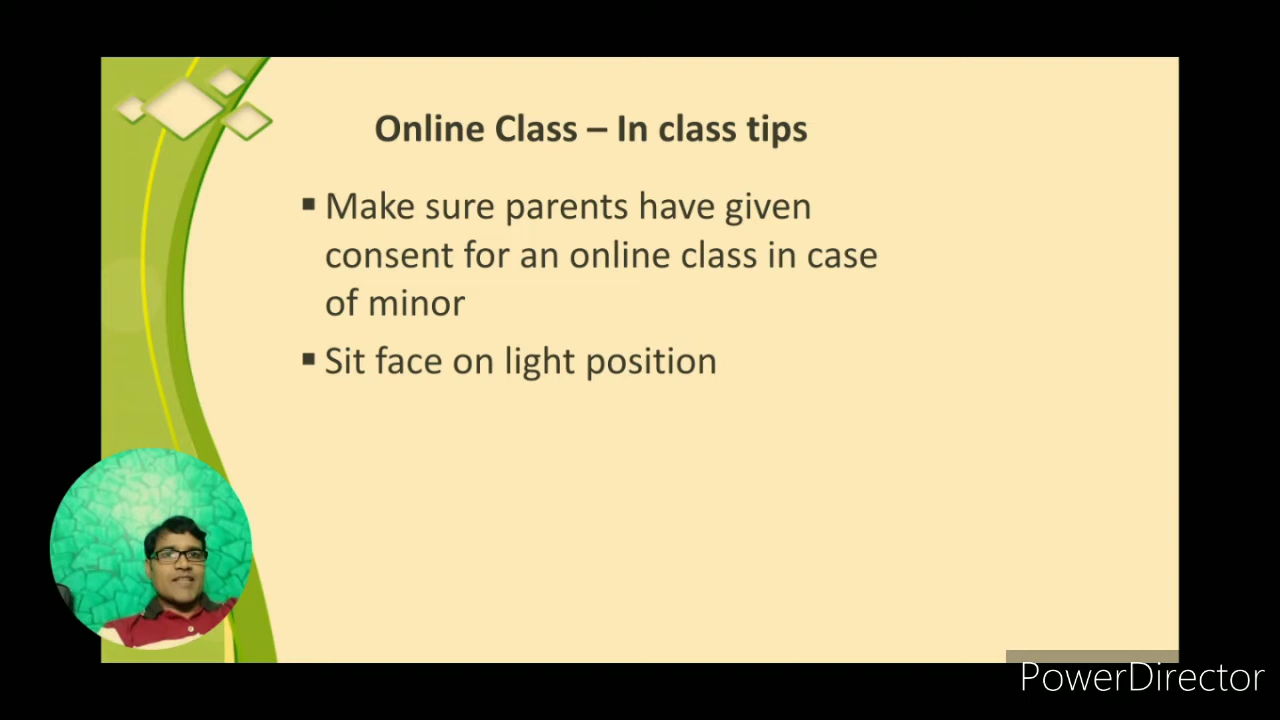 Online Class – In class tips
▪ Make sure parents have given
consent for an online class in case
of minor
▪ Sit face on light position
PowerDirector